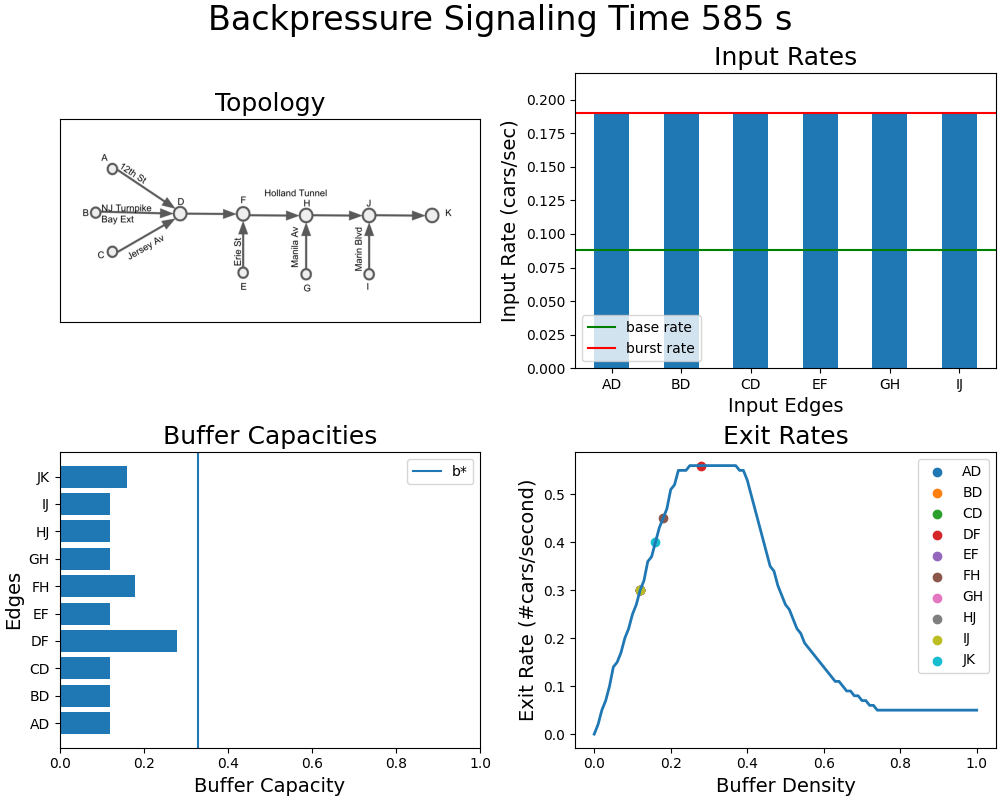 Backpressure Signaling Time 585 s
Topology
A
12th St
B
NJ Turnpike
Bay Ext
C
Jersey Av
D
F
Holland Tunnel
H
J
K
Erie St
Manila Av
Marin Blvd
E
G
I
Input Rates
Input Rate (cars/sec)
0.200
0.175
0.150
0.125
0.100
0.075
0.050
0.025
0.000
base rate
burst rate
AD BD CD EF GH IJ
Input Edges
Buffer Capacities
Edges
b*
JK
IJ
HJ
GH
FH
EF
DF
CD
BD
AD
0.0 0.2 0.4 0.6 0.8 1.0
Buffer Capacity
Exit Rates
Exit Rate (#cars/second)
0.5
0.4
0.3
0.2
0.1
0.0
AD
BD
CD
DF
EF
FH
GH
HJ
IJ
JK
0.0 0.2 0.4 0.6 0.8 1.0
Buffer Density